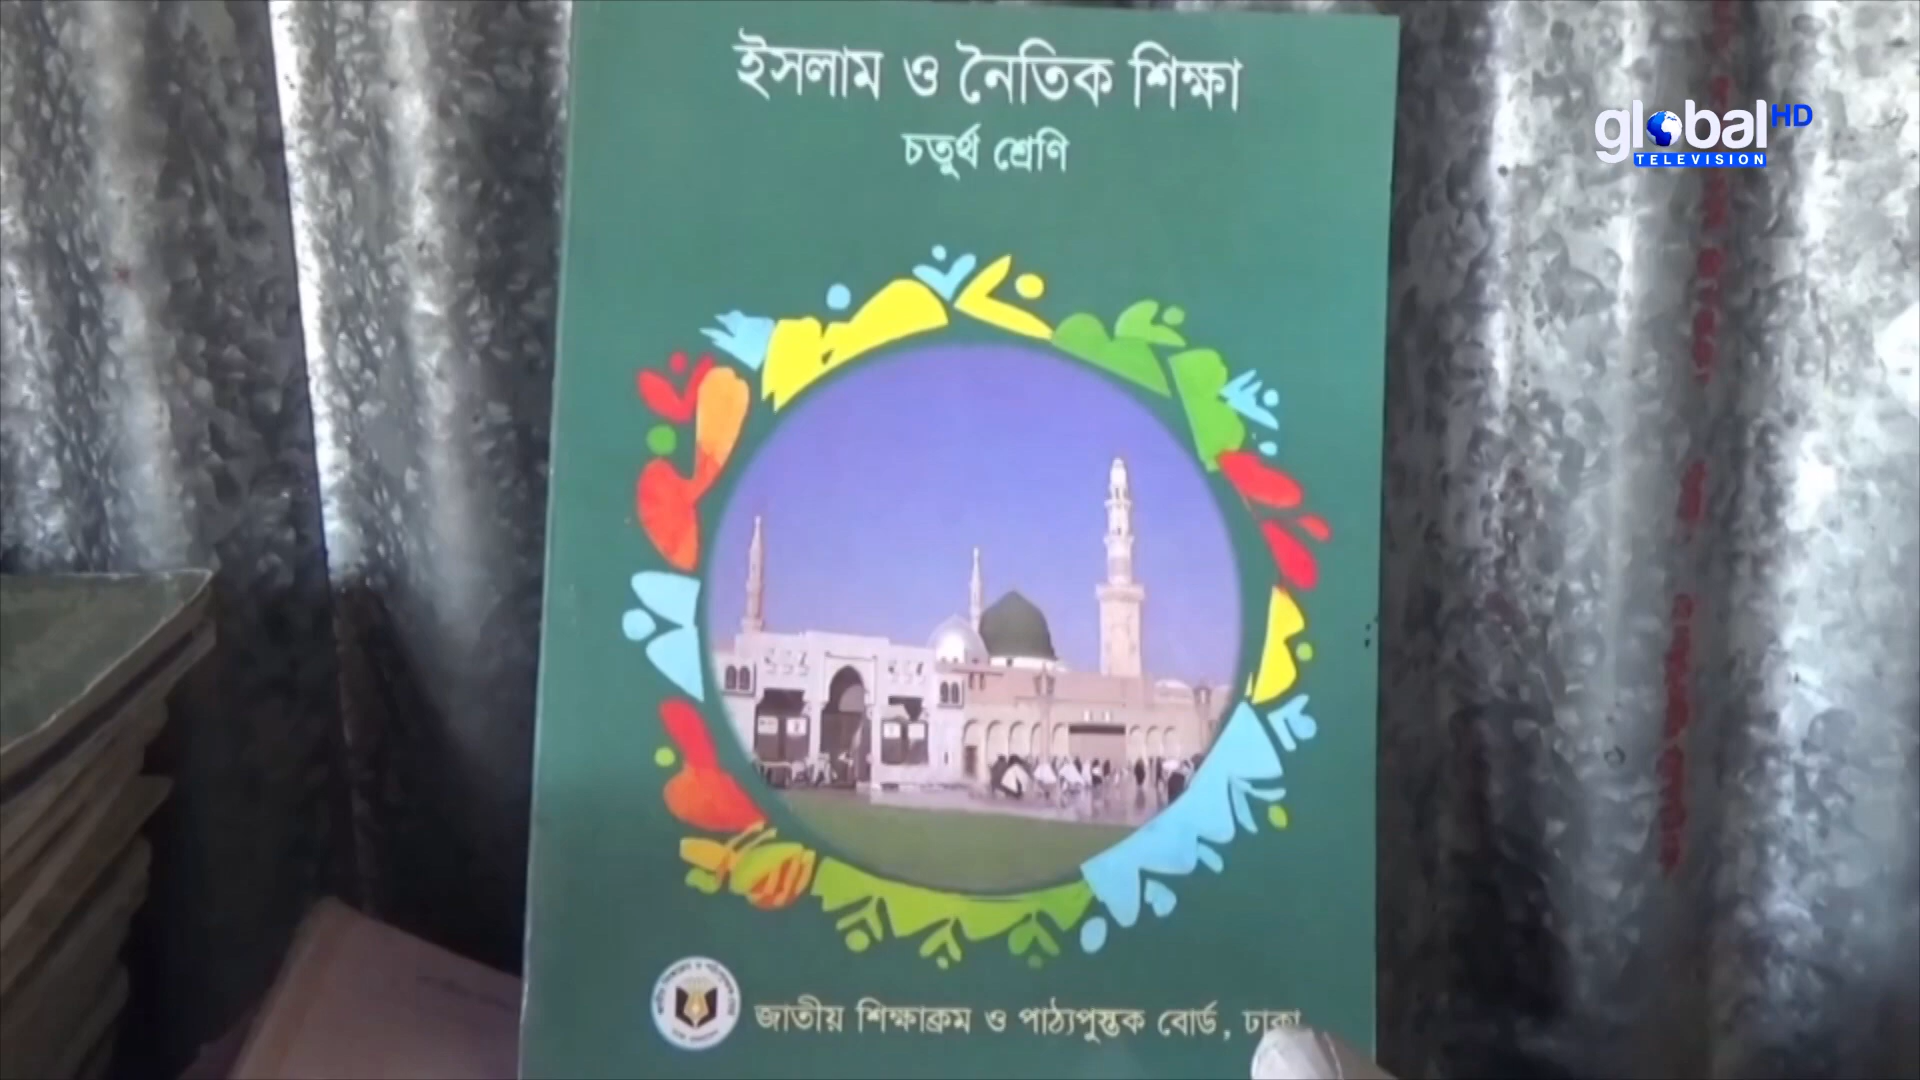 ইসলাম ও নৈতিক শিক্ষা
চতুর্থ শ্রেণি
global HD
TELEVISION
জাতীয় শিক্ষাক্রম ও পাঠ্যপুস্তক বোর্ড, ঢাকা